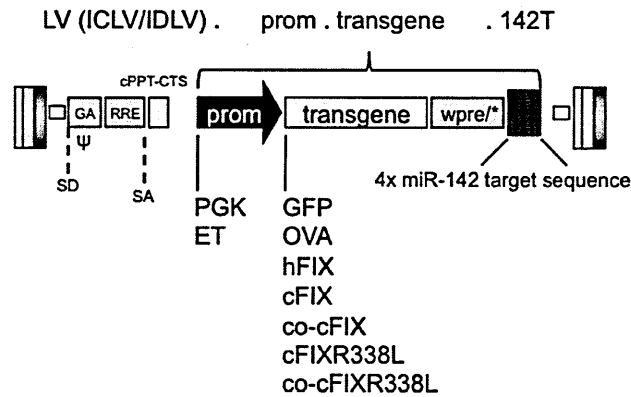 LV (ICLV/IDLV) . prom . transgene . 142T
cPPT-CTS
GA RRE prom transgene wpre/*
Ψ
SD SA
4x miR-142 target sequence
PGK GFP
ET OVA
hFIX
cFIX
co-cFIX
cFIXR338L
co-cFIXR338L